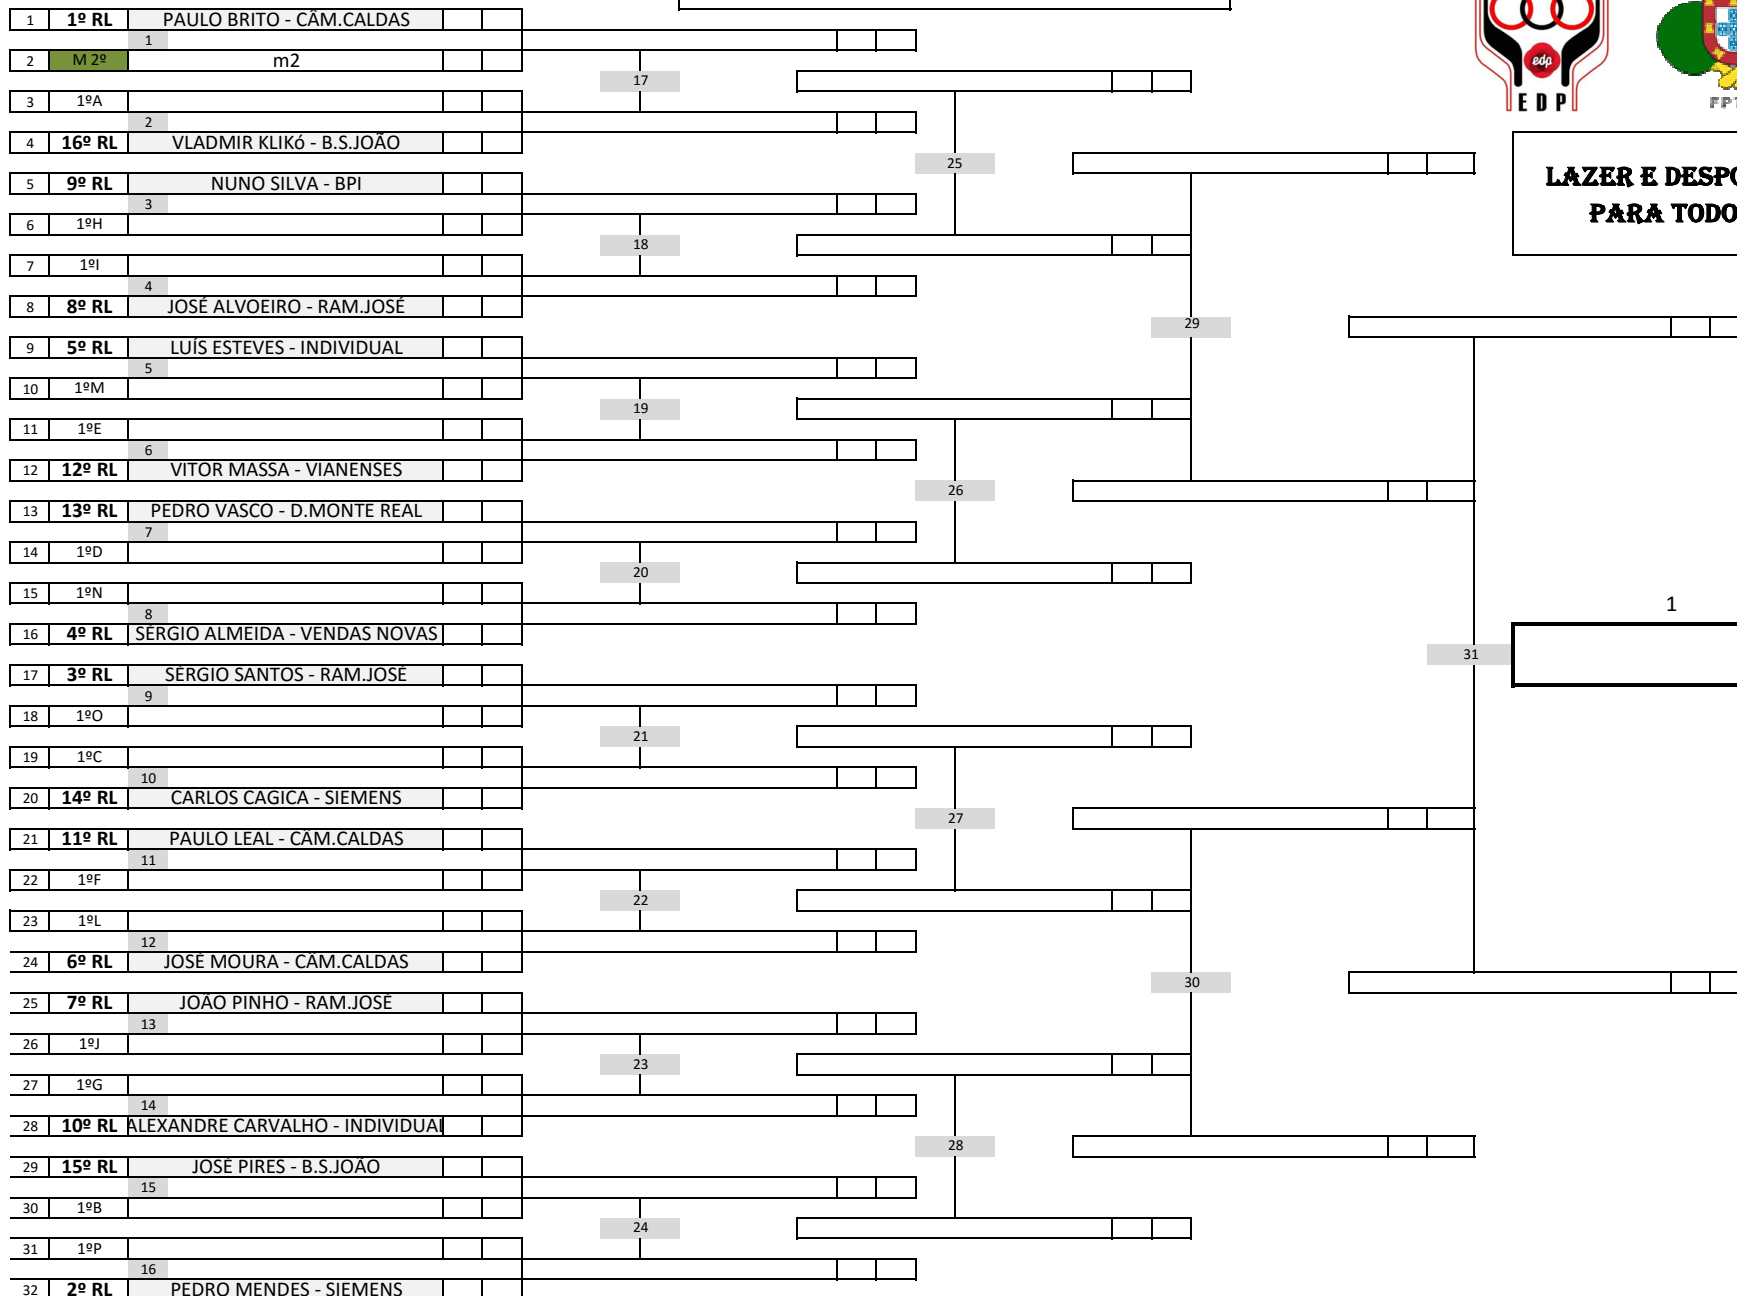 1 1º RL PAULO BRITO - CÂM.CALDAS
1
2 M 2º m2
17
3 1ºA
2
4 16º RL VLADMIR KLIKó - B.S.JOÃO
25
5 9º RL NUNO SILVA - BPI
3
6 1ºH
18
7 1ºI
4
8 8º RL JOSÉ ALVOEIRO - RAM.JOSÉ
29
9 5º RL LUÍS ESTEVES - INDIVIDUAL
5
10 1ºM
19
11 1ºE
6
12 12º RL VITOR MASSA - VIANENSES
26
13 13º RL PEDRO VASCO - D.MONTE REAL
7
14 1ºD
20
15 1ºN
8
16 4º RL SÉRGIO ALMEIDA - VENDAS NOVAS
31
1
17 3º RL SÉRGIO SANTOS - RAM.JOSÉ
9
18 1ºO
21
19 1ºC
10
20 14º RL CARLOS CAGICA - SIEMENS
27
21 11º RL PAULO LEAL - CÂM.CALDAS
11
22 1ºF
22
23 1ºL
12
24 6º RL JOSÉ MOURA - CÂM.CALDAS
30
25 7º RL JOÃO PINHO - RAM.JOSÉ
13
26 1ºJ
23
27 1ºG
14
28 10º RL ALEXANDRE CARVALHO - INDIVIDUAL
28
29 15º RL JOSÉ PIRES - B.S.JOÃO
15
30 1ºB
24
31 1ºP
16
32 2º RL PEDRO MENDES - SIEMENS
edp
EDP
LAZER E DESPO
PARA TODO